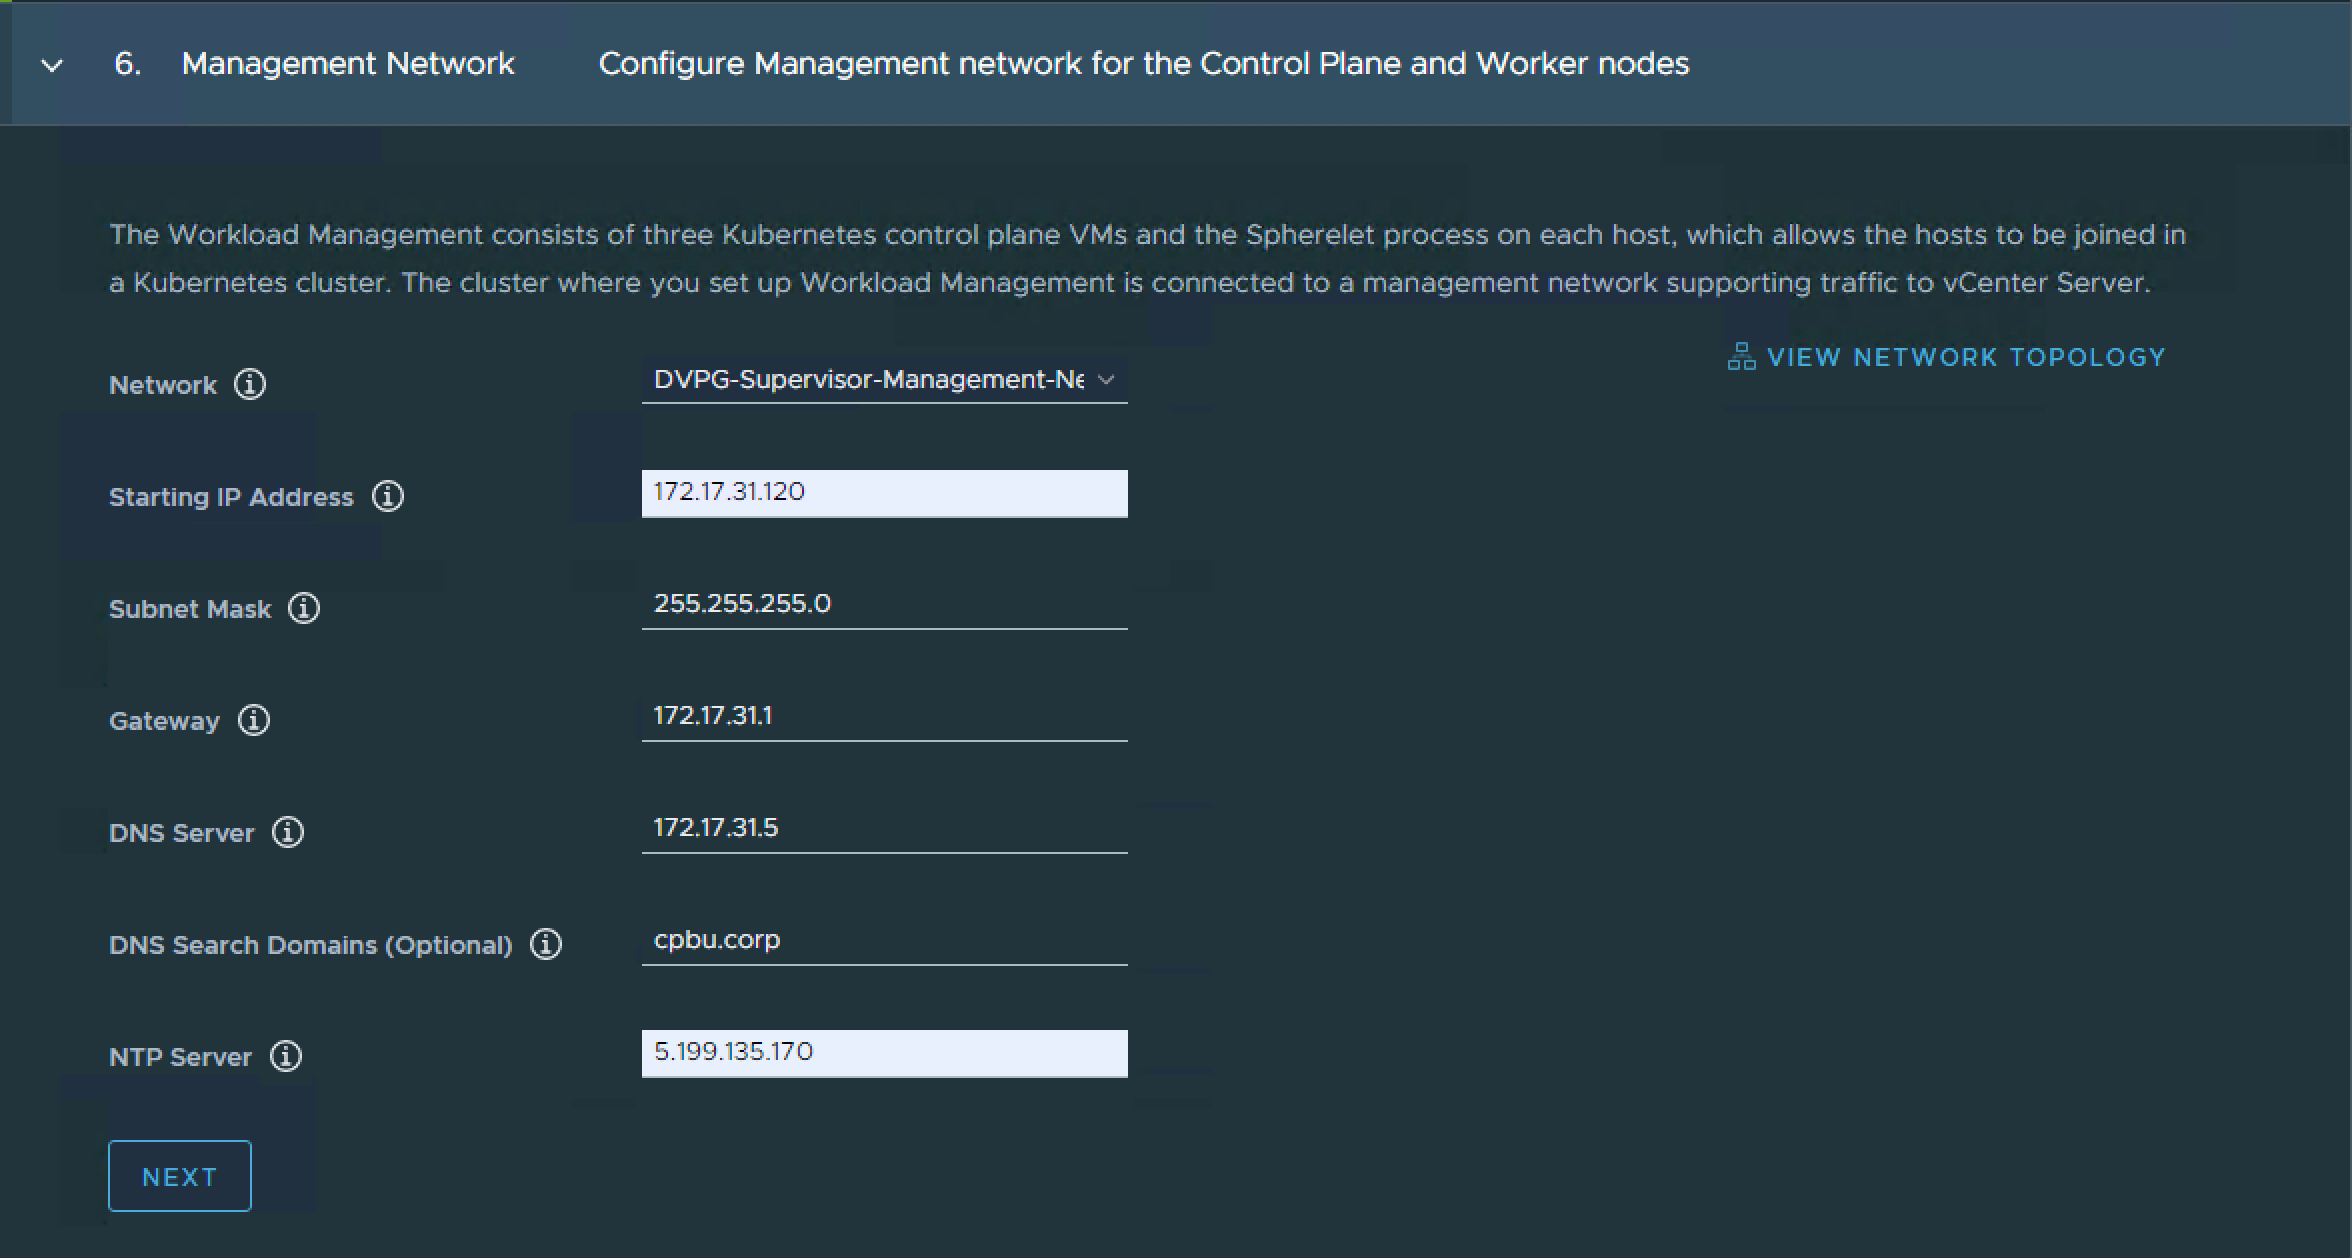 6. Management Network Configure Management network for the Control Plane and Worker nodes
The Workload Management consists of three Kubernetes control plane VMs and the Spherelet process on each host, which allows the hosts to be joined in
a Kubernetes cluster. The cluster where you set up Workload Management is connected to a management network supporting traffic to vCenter Server.
VIEW NETWORK TOPOLOGY
Network DVPG-Supervisor-Management-Ne
Starting IP Address 172.17.31.120
Subnet Mask 255.255.255.0
Gateway 172.17.31.1
DNS Server 172.17.31.5
DNS Search Domains (Optional) cpbu.corp
NTP Server 5.199.135.170
NEXT